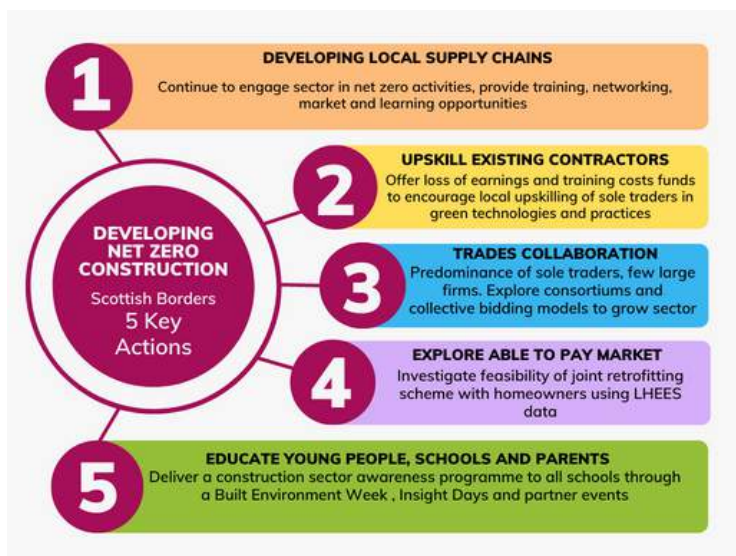 1
DEVELOPING LOCAL SUPPLY CHAINS
Continue to engage sector in net zero activities, provide training, networking,
market and learning opportunities
2
UPSKILL EXISTING CONTRACTORS
Offer loss of earnings and training costs funds
to encourage local upskilling of sole traders in
green technologies and practices
DEVELOPING
NET ZERO
CONSTRUCTION
Scottish Borders
5 Key
Actions
3
TRADES COLLABORATION
Predominance of sole traders, few large
firms. Explore consortiums and
collective bidding models to grow sector
4
EXPLORE ABLE TO PAY MARKET
Investigate feasibility of joint retrofitting
scheme with homeowners using LHEES
data
5
EDUCATE YOUNG PEOPLE, SCHOOLS AND PARENTS
Deliver a construction sector awareness programme to all schools through
a Built Environment Week , Insight Days and partner events